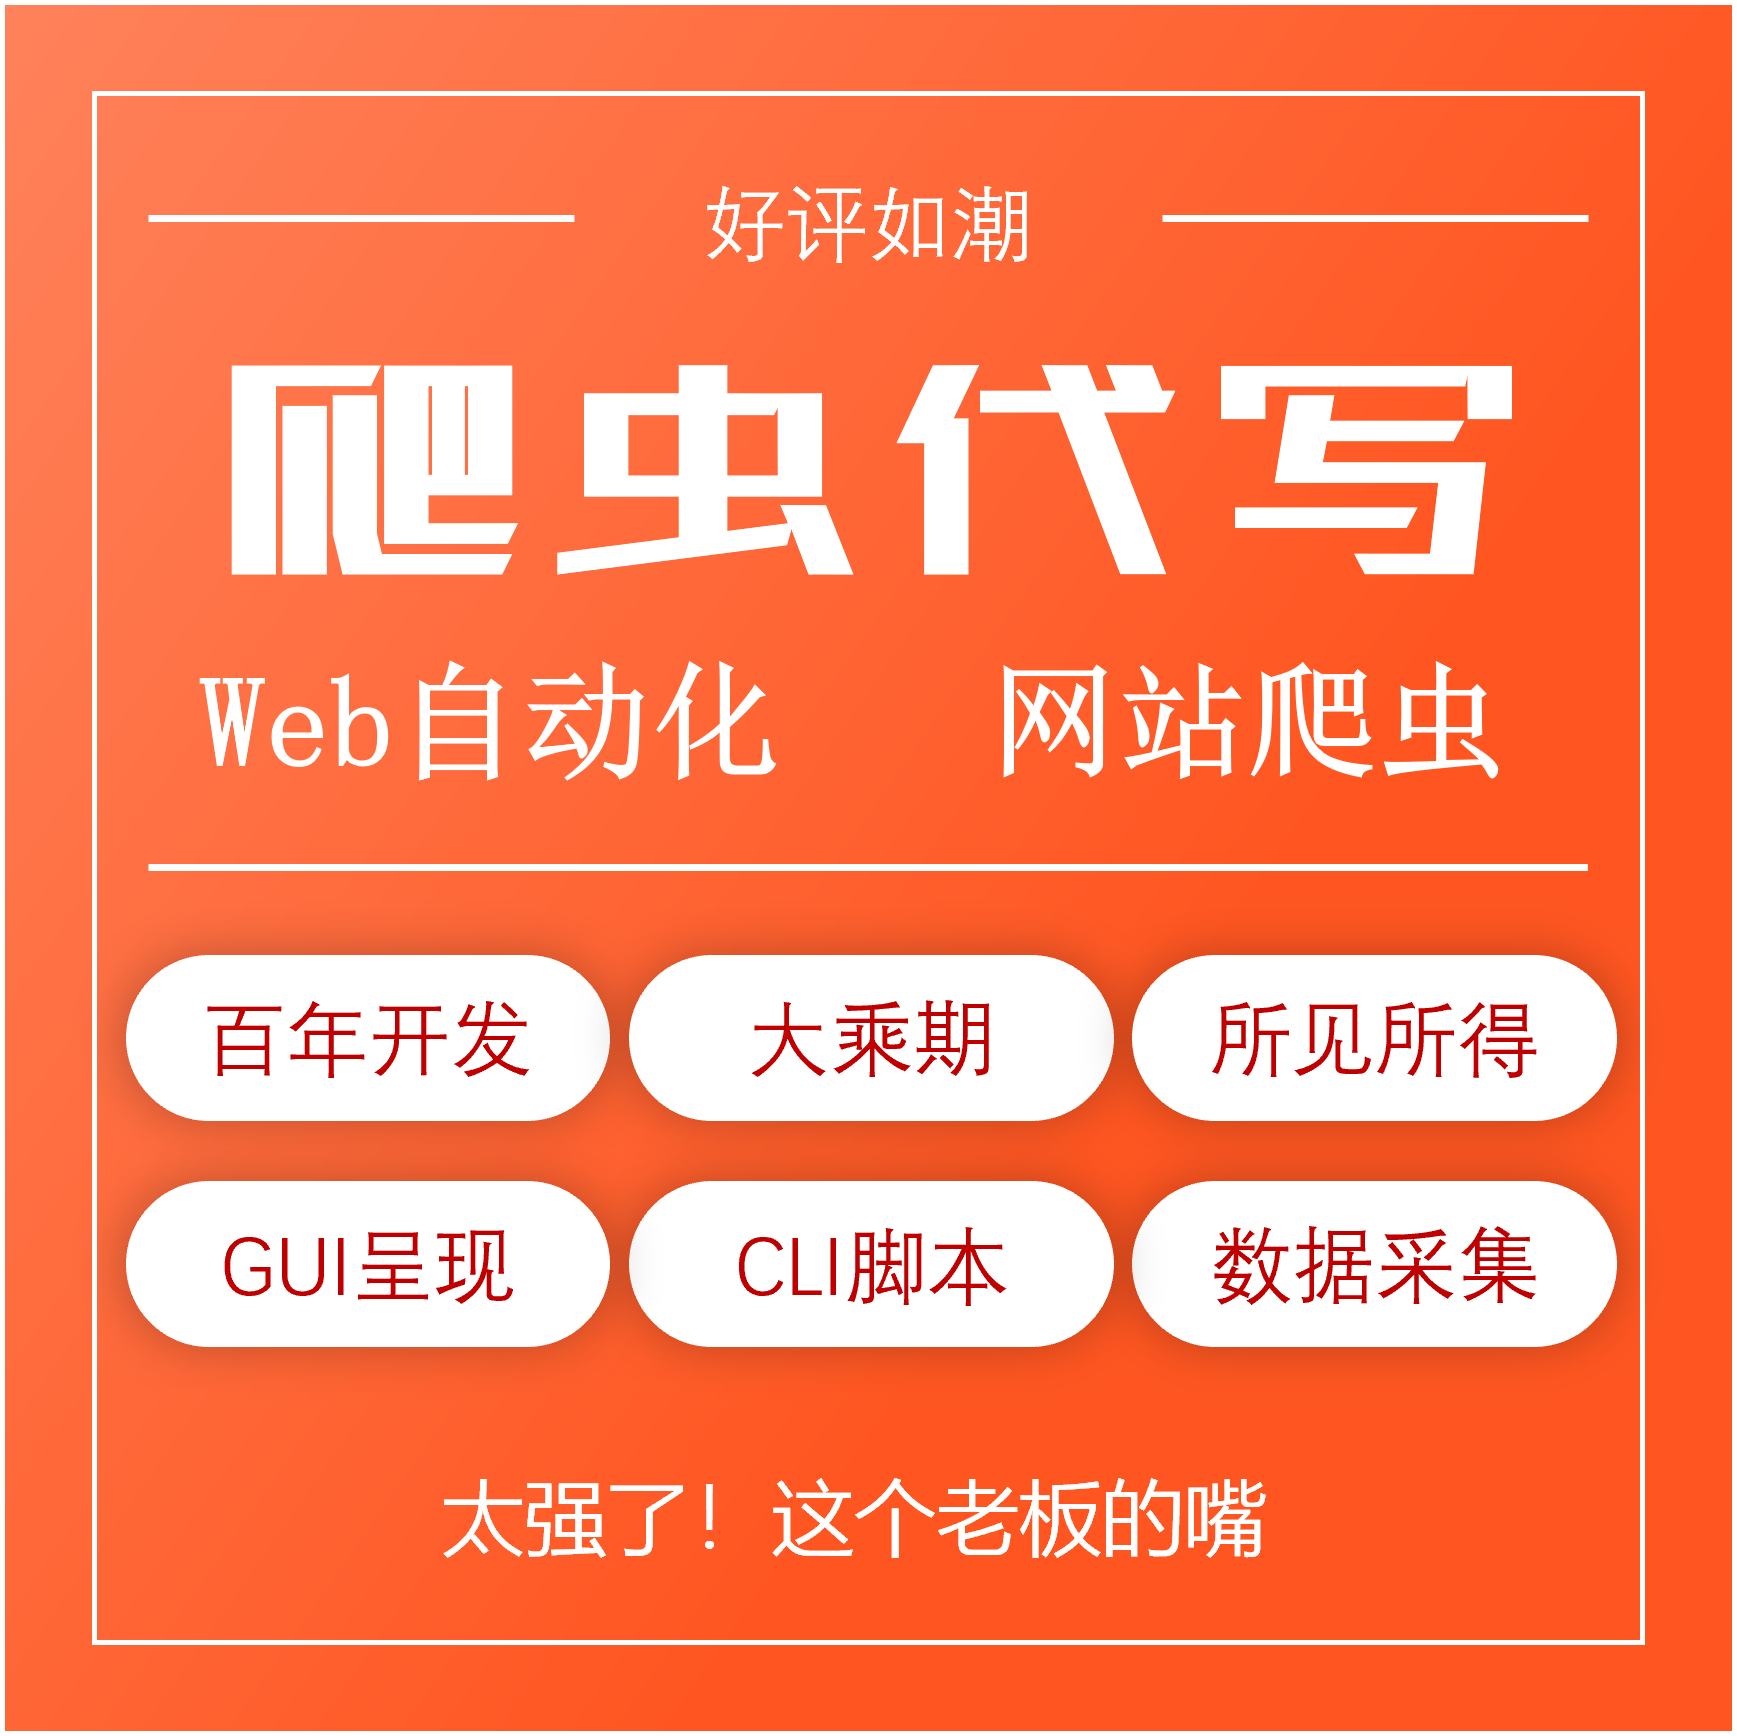 好评如潮
爬虫代写
Web自动化 网站爬虫
百年开发 大乘期 所见所得
GUI呈现 CLI脚本 数据采集
太强了！这个老板的嘴